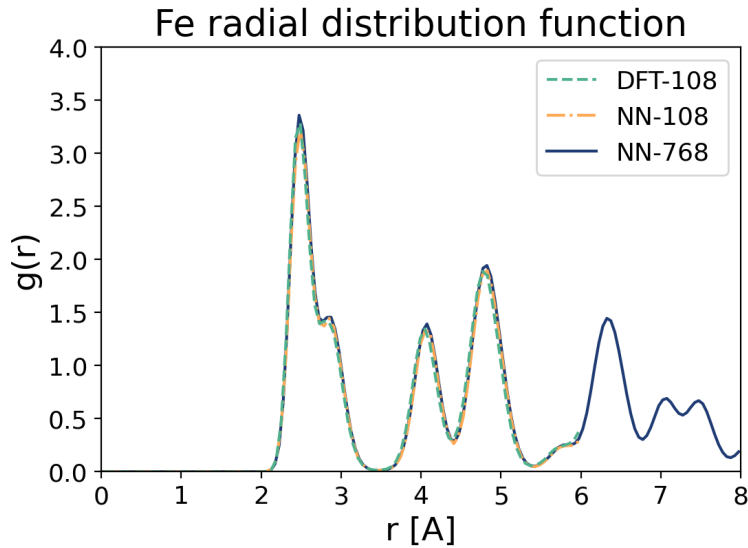 Fe radial distribution function
4.0
3.5
3.0
2.5
2.0
1.5
1.0
0.5
0.0
g(r)
DFT-108
NN-108
NN-768
0 1 2 3 4 5 6 7 8
r [A]